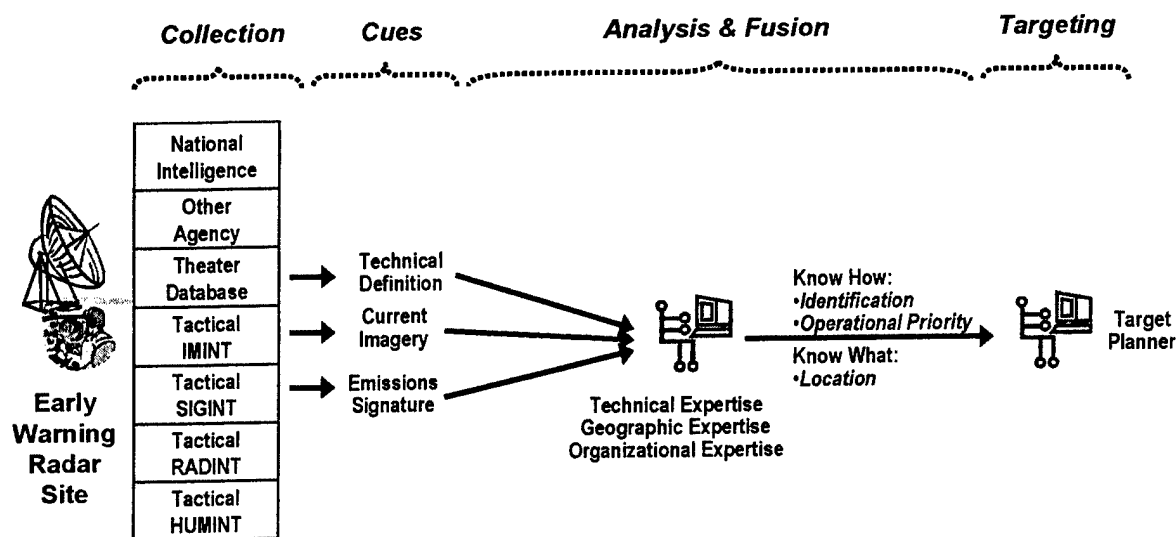 Collection
Cues
Analysis & Fusion
Targeting
National
Intelligence
Other
Agency
Theater
Database
Tactical
IMINT
Tactical
SIGINT
Tactical
RADINT
Tactical
HUMINT
Early
Warning
Radar
Site
Technical
Definition
Current
Imagery
Emissions
Signature
Technical Expertise
Geographic Expertise
Organizational Expertise
Know How:
•Identification
•Operational Priority
Know What:
•Location
Target
Planner